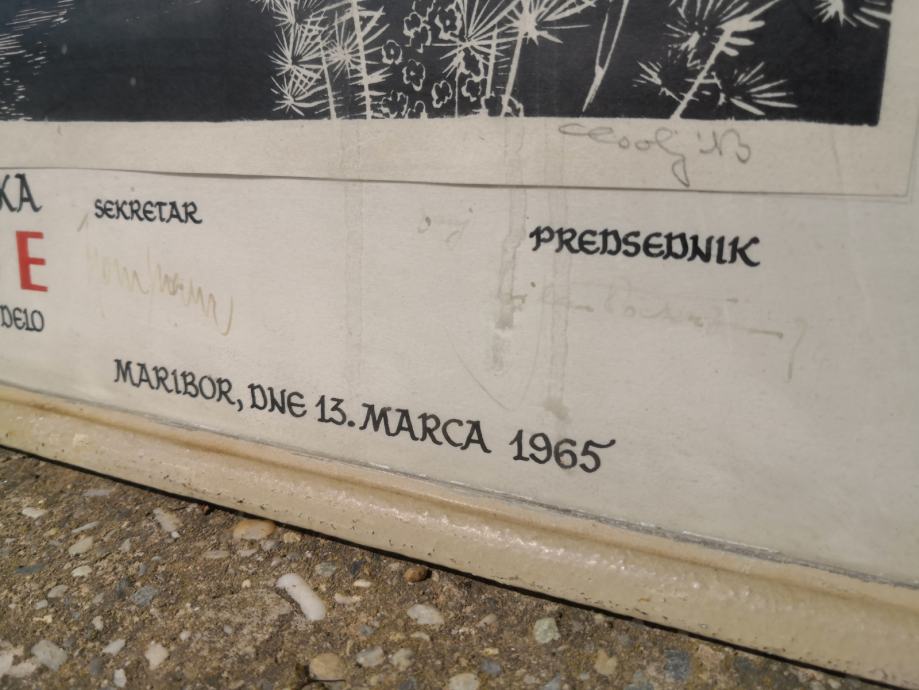 KA
SEKRETAR
PREDSEDNIK
E
DELO
MARIBOR, DNE 13. MARCA 1965